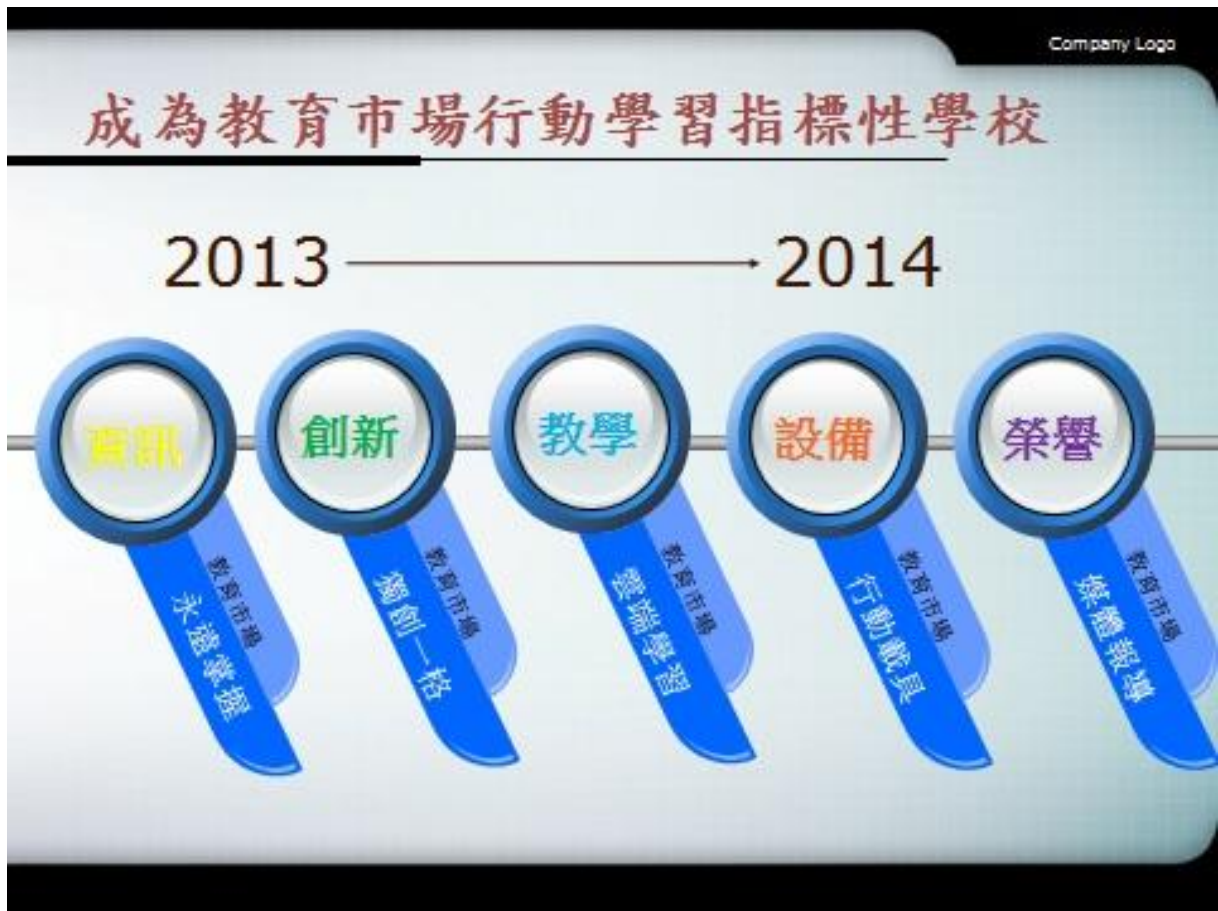 Company Logo
成為教育市場行動學習指標性學校
2013
2014
資訊
創新
教學
設備
榮譽
教育市場
永遠掌握
教育市場
獨創一格
教育市場
雲端學習
教育市場
行動載具
教育市場
媒體報導